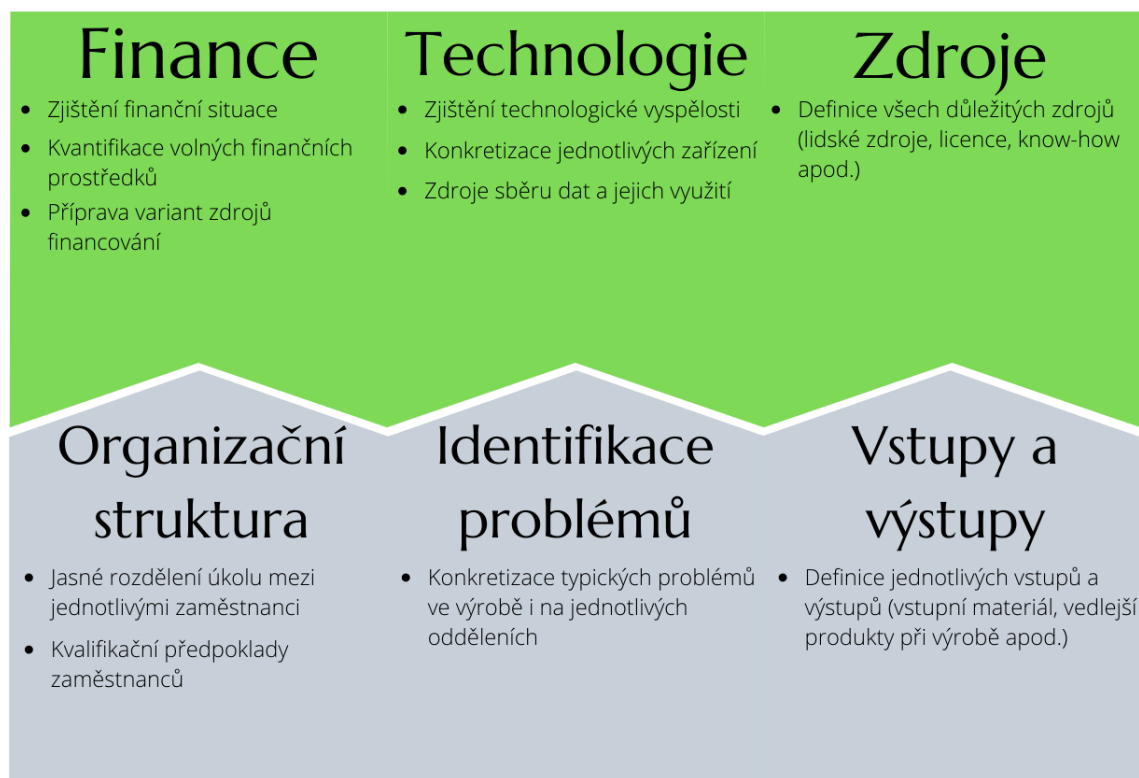 Finance
• Zjištění finanční situace
• Kvantifikace volných finančních
prostředků
• Příprava variant zdrojů
financování
Technologie
• Zjištění technologické vyspělosti
• Konkretizace jednotlivých zařízení
• Zdroje sběru dat a jejich využití
Zdroje
• Definice všech důležitých zdrojů
(lidské zdroje, licence, know-how
apod.)
Organizační
struktura
• Jasné rozdělení úkolu mezi
jednotlivými zaměstnanci
• Kvalifikační předpoklady
zaměstnanců
Identifikace
problémů
• Konkretizace typických problémů
ve výrobě i na jednotlivých
odděleních
Vstupy a
výstupy
• Definice jednotlivých vstupů a
výstupů (vstupní materiál, vedlejší
produkty při výrobě apod.)